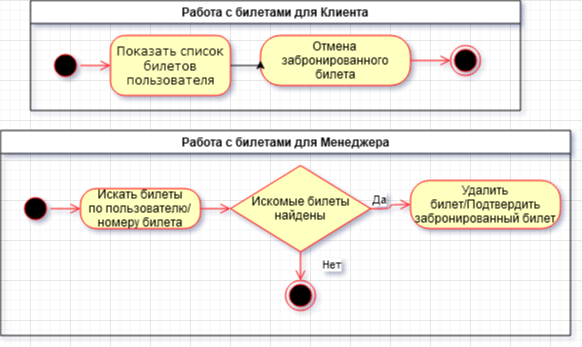 Работа с билетами для Клиента
Показать список
билетов
пользователя
Отмена
забронированного
билета
Работа с билетами для Менеджера
Искать билеты
по пользователю/
номеру билета
Искомые билеты
найдены
Да
Удалить
билет/Подтвердить
забронированный билет
Нет